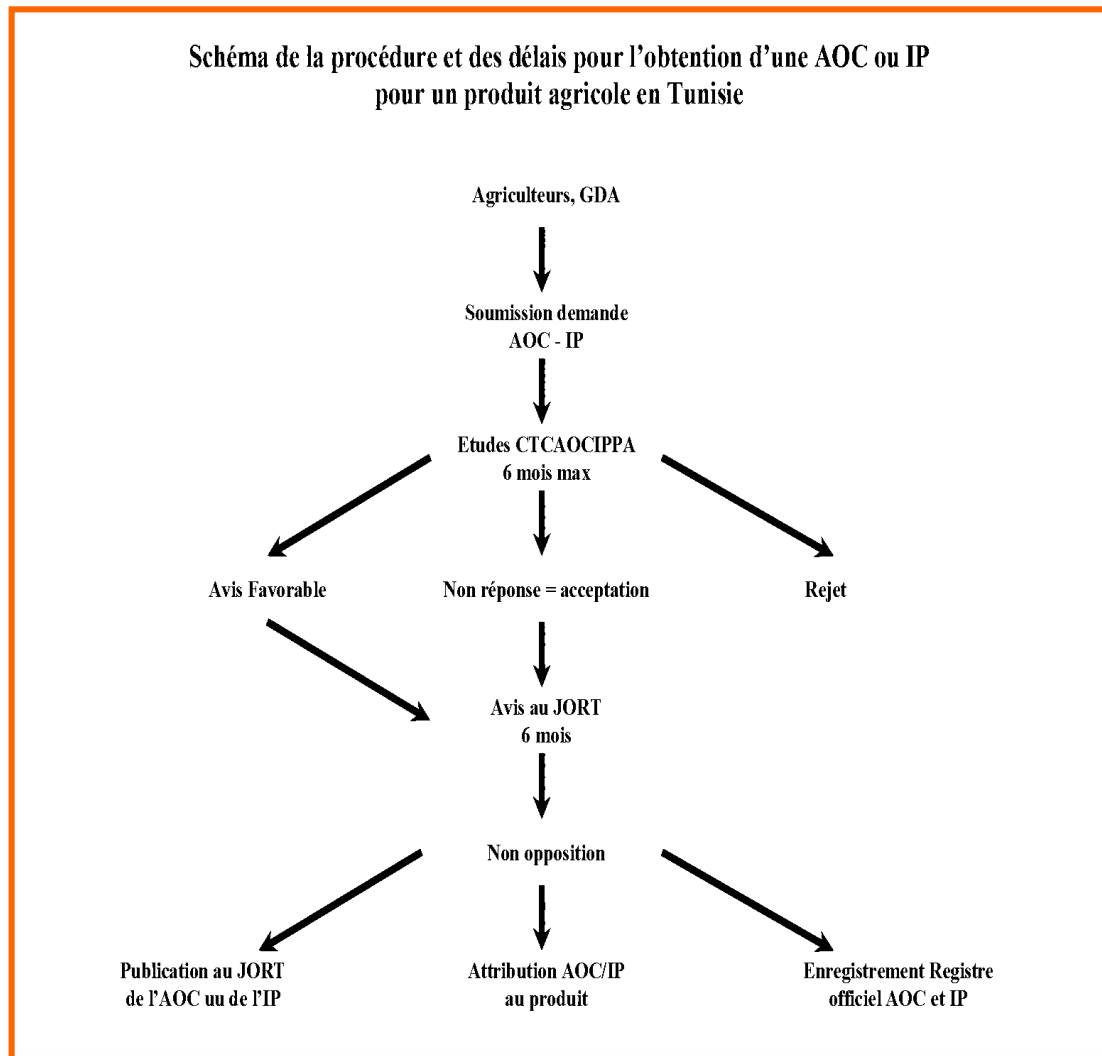 Schéma de la procédure et des délais pour l'obtention d'une AOC ou IP
pour un produit agricole en Tunisie
Agriculteurs, GDA
Soumission demande
AOC - IP
Etudes CTCAOCIPPA
6 mois max
Avis Favorable
Non réponse = acceptation
Rejet
Avis au JORT
6 mois
Non opposition
Publication au JORT
de l'AOC uu de l'IP
Attribution AOC/IP
au produit
Enregistrement Registre
officiel AOC et IP